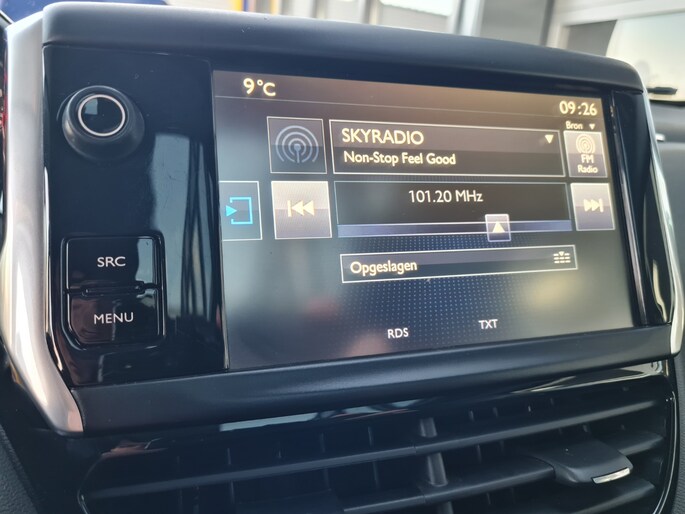 9 °C
09:26
Bron
SKYRADIO
Non-Stop Feel Good
FM
Radio
101.20 MHz
SRC
Opgeslagen
MENU
RDS
TXT